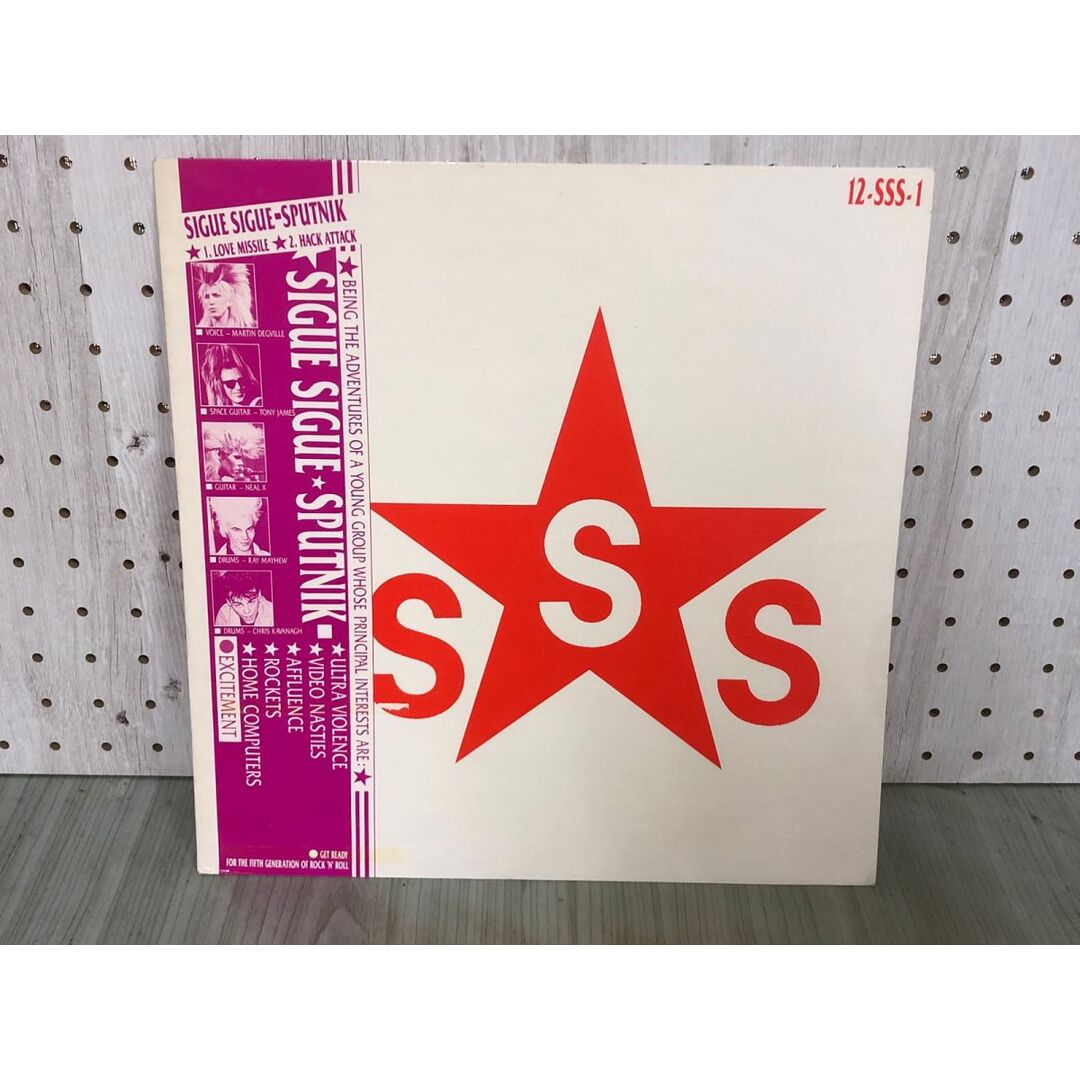 SIGUE SIGUE-SPUTNIK
★ 1. LOVE MISSILE ★ 2. HACK ATTACK
VOICE – MARTIN DEGVILLE
SPACE GUITAR – TONY JAMES
GUITAR – NEAL X
DRUMS – RAY MAYHEW
DRUMS – CHRIS KAVANAGH
★ SIGUE SIGUE ★ SPUTNIK
★ BEING THE ADVENTURES OF A YOUNG GROUP WHOSE PRINCIPAL INTERESTS ARE: ★
★ ULTRA VIOLENCE
★ VIDEO NASTIES
★ AFFLUENCE
★ ROCKETS
★ HOME COMPUTERS
EXCITEMENT
GET READY
FOR THE FIFTH GENERATION OF ROCK 'N' ROLL
12-SSS-1
S S S